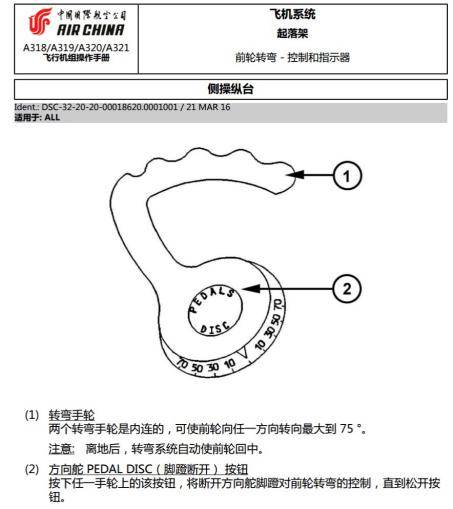 中国国际航空公司
AIR CHINA
A318/A319/A320/A321
飞行机组操作手册
飞机系统
起落架
前轮转弯 - 控制和指示器
侧操纵台
Ident.: DSC-32-20-20-00018620.0001001 / 21 MAR 16
适用于: ALL
1
2
PEDALS
DISC
70 50 30 10 10 30 50 70
(1) 转弯手轮
两个转弯手轮是内连的，可使前轮向任一方向转向最大到 75 °。
注意: 离地后，转弯系统自动使前轮回中。
(2) 方向舵 PEDAL DISC（脚蹬断开）按钮
按下任一手轮上的该按钮，将断开方向舵脚蹬对前轮转弯的控制，直到松开按
钮。